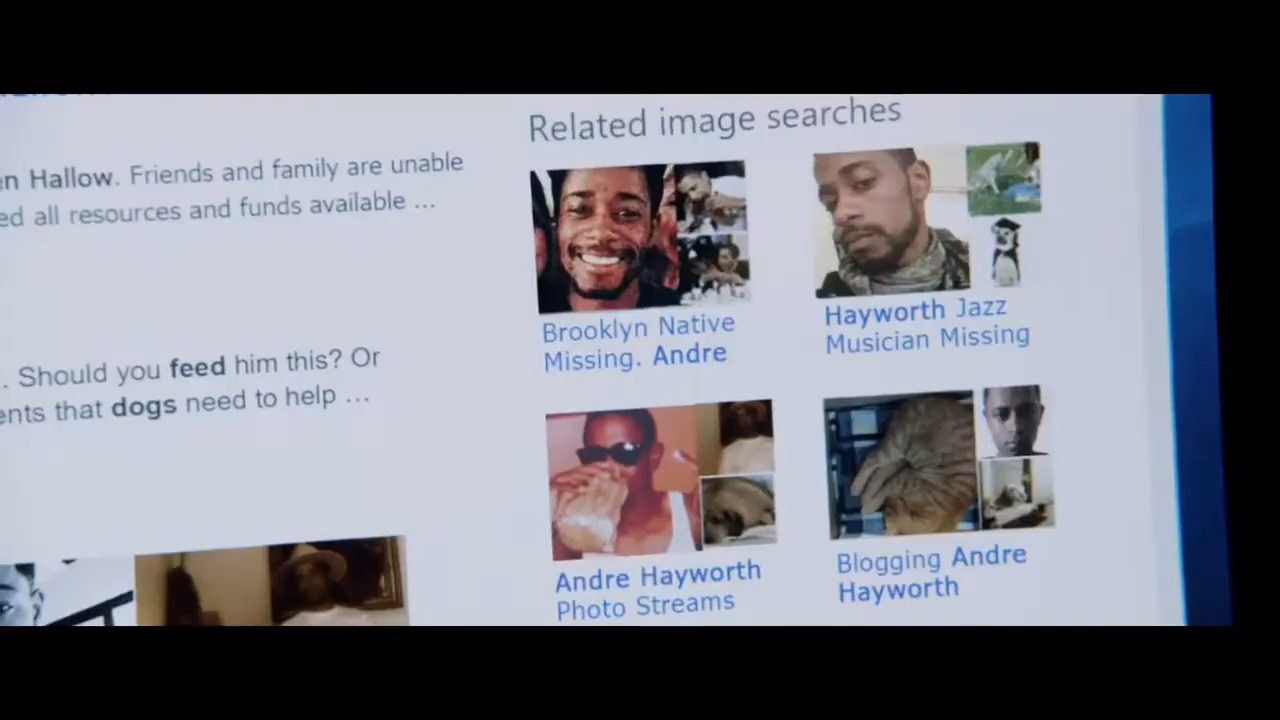 Related image searches
en Hallow. Friends and family are unable
ed all resources and funds available ...
Brooklyn Native
Missing. Andre
Hayworth Jazz
Musician Missing
. Should you feed him this? Or
ents that dogs need to help ...
Andre Hayworth
Photo Streams
Blogging Andre
Hayworth